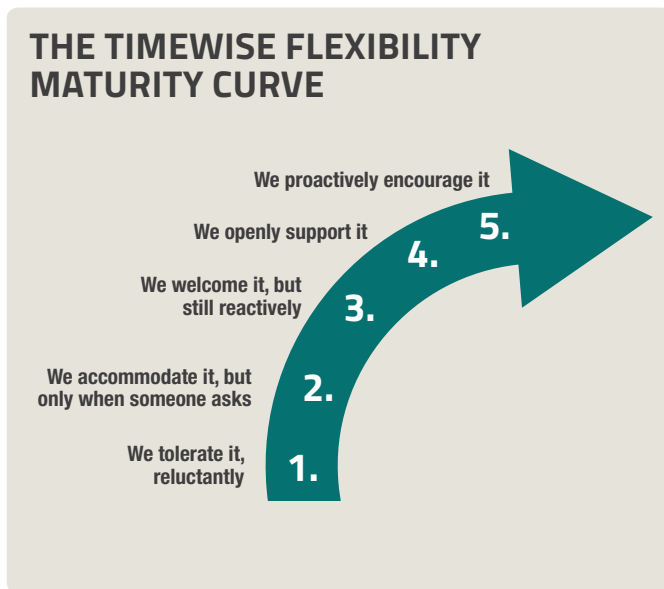 THE TIMEWISE FLEXIBILITY
MATURITY CURVE
We proactively encourage it
5.
We openly support it
4.
We welcome it, but
still reactively
3.
We accommodate it, but
only when someone asks
2.
We tolerate it,
reluctantly
1.